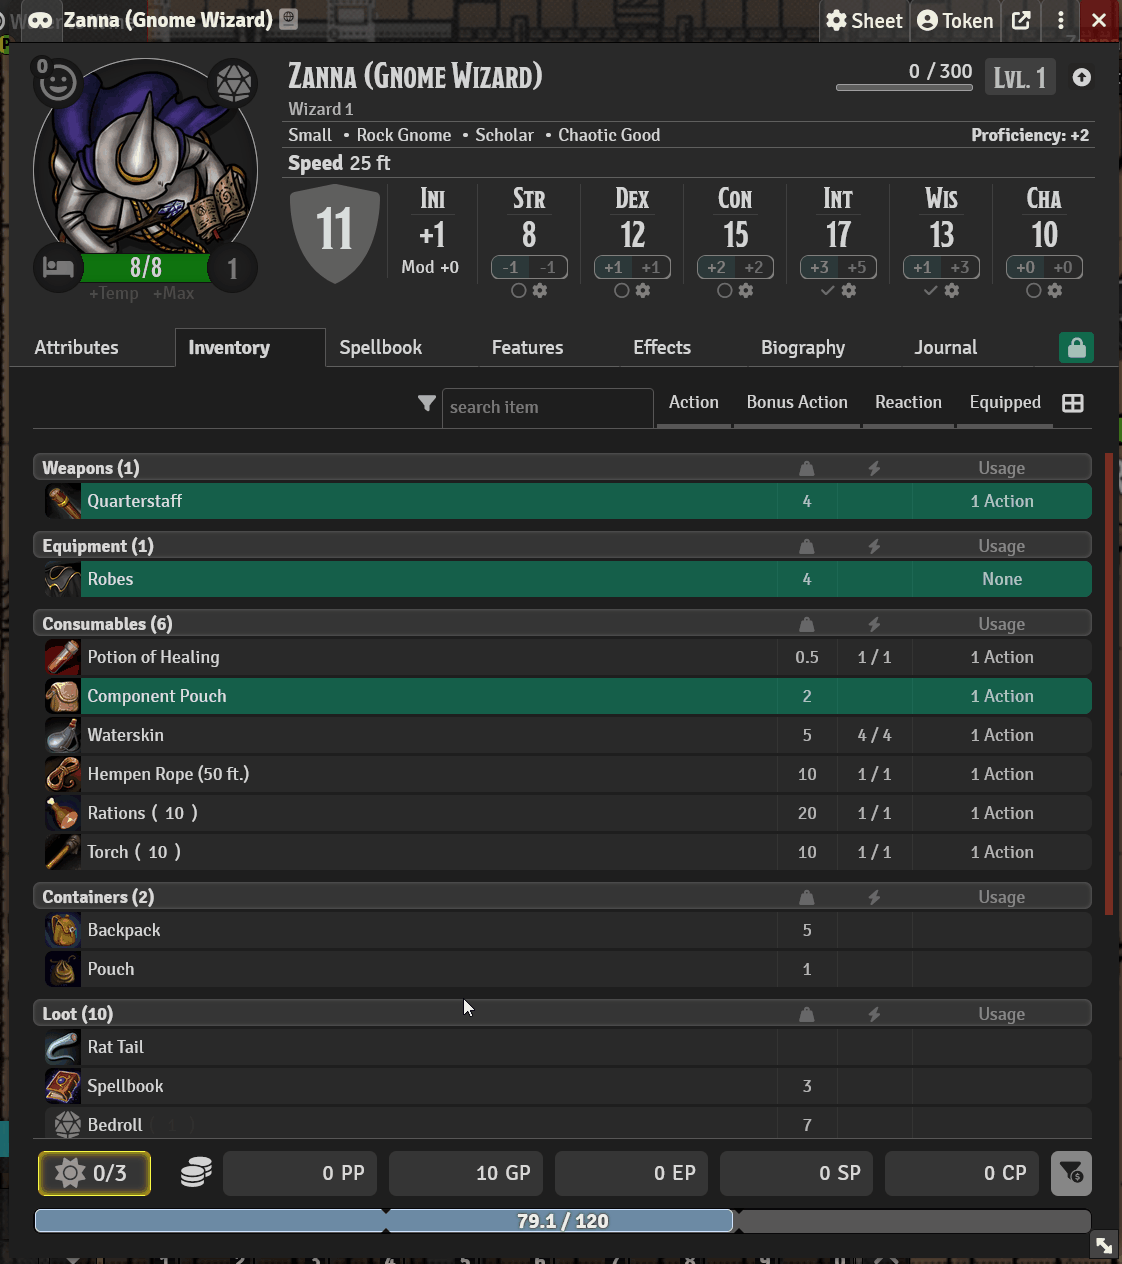 Zanna (Gnome Wizard) Sheet Token
0
Zanna (Gnome Wizard) 0 / 300 Lvl. 1
Wizard 1
Small • Rock Gnome • Scholar • Chaotic Good Proficiency: +2
Speed 25 ft
11
Ini Str Dex Con Int Wis Cha
+1 8 12 15 17 13 10
Mod +0 -1 -1 +1 +1 +2 +2 +3 +5 +1 +3 +0 +0
8/8 1
+Temp +Max
Attributes Inventory Spellbook Features Effects Biography Journal
search item Action Bonus Action Reaction Equipped
Weapons (1) Usage
Quarterstaff 4 1 Action
Equipment (1) Usage
Robes 4 None
Consumables (6) Usage
Potion of Healing 0.5 1 / 1 1 Action
Component Pouch 2 1 Action
Waterskin 5 4 / 4 1 Action
Hempen Rope (50 ft.) 10 1 / 1 1 Action
Rations ( 10 ) 20 1 / 1 1 Action
Torch ( 10 ) 10 1 / 1 1 Action
Containers (2) Usage
Backpack 5
Pouch 1
Loot (10) Usage
Rat Tail
Spellbook 3
Bedroll ( 1 ) 7
0/3 0 PP 10 GP 0 EP 0 SP 0 CP
79.1 / 120